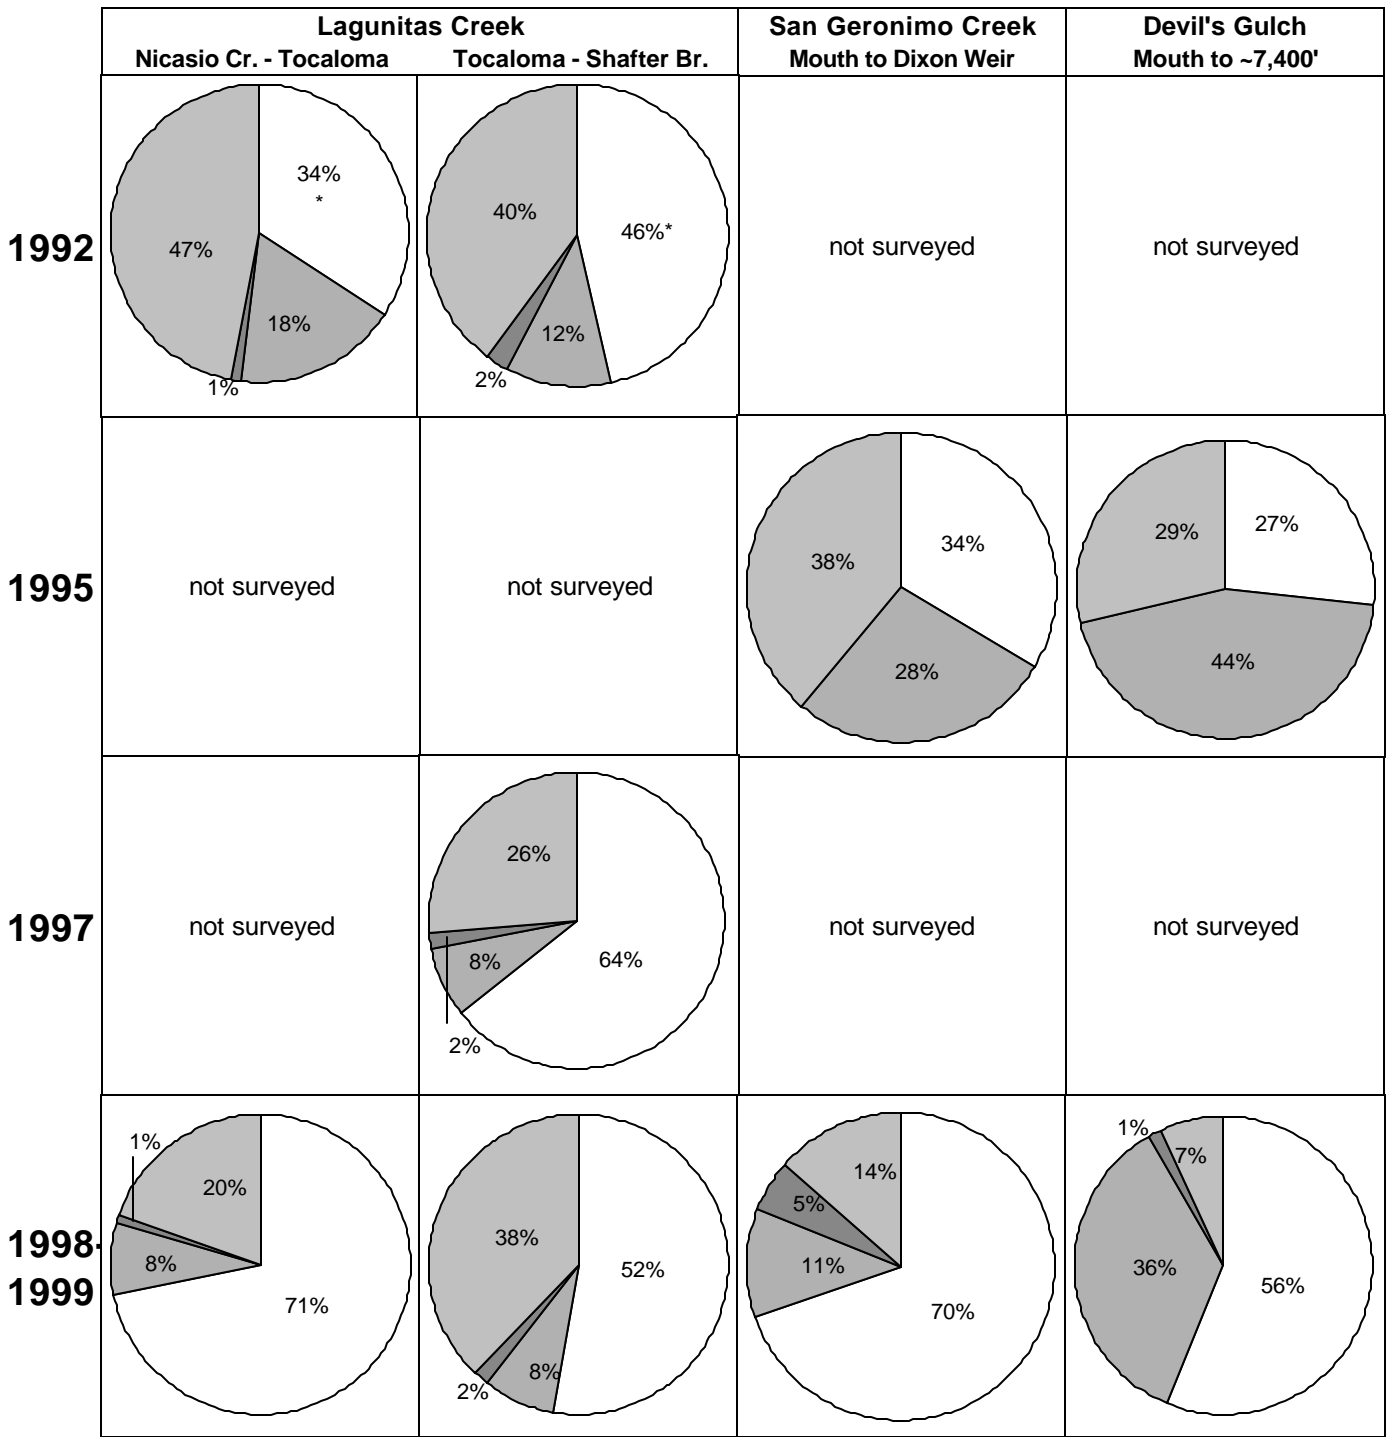 Lagunitas Creek
San Geronimo Creek
Devil's Gulch
Nicasio Cr. - Tocaloma
Tocaloma - Shafter Br.
Mouth to Dixon Weir
Mouth to ~7,400'
1992
34%
*
47%
18%
1%
40%
46%*
12%
2%
not surveyed
not surveyed
1995
not surveyed
not surveyed
38%
34%
28%
29%
27%
44%
1997
not surveyed
26%
8%
64%
2%
not surveyed
not surveyed
1998-
1999
1%
20%
8%
71%
38%
52%
8%
2%
14%
5%
11%
70%
1%
7%
36%
56%